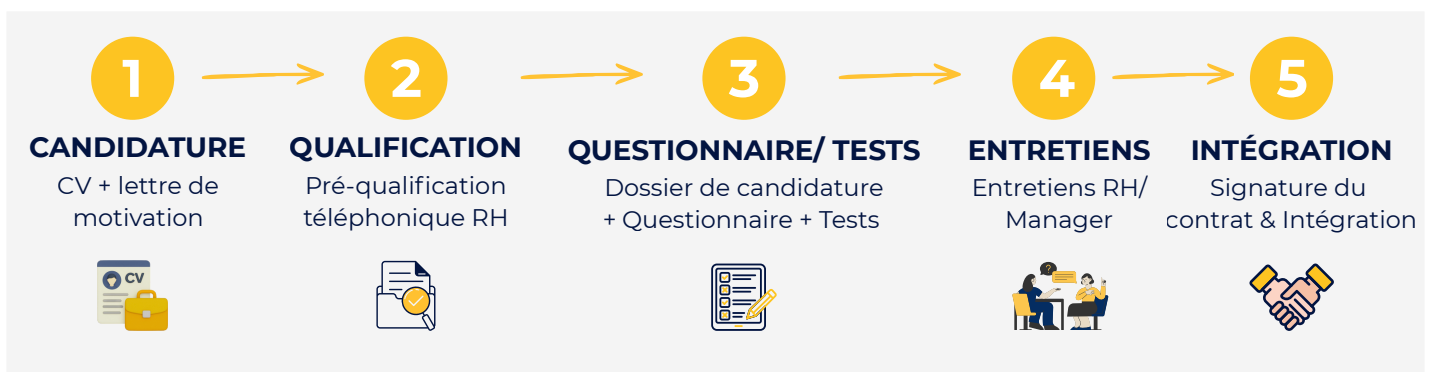 1
CANDIDATURE
CV + lettre de
motivation
CV
2
QUALIFICATION
Pré-qualification
téléphonique RH
3
QUESTIONNAIRE/ TESTS
Dossier de candidature
+ Questionnaire + Tests
4
ENTRETIENS
Entretiens RH/
Manager
?
5
INTÉGRATION
Signature du
contrat & Intégration